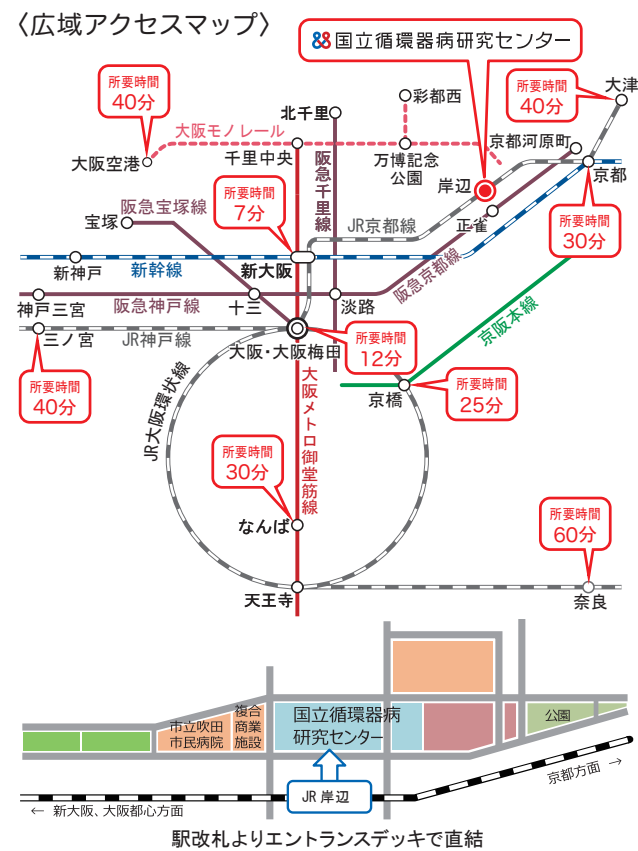 〈広域アクセスマップ〉
国立循環器病研究センター
所要時間
40分
大阪モノレール
大阪空港
北千里
彩都西
所要時間
40分
大津
千里中央
阪急千里線
万博記念
公園
京都河原町
岸辺
京都
所要時間
7分
阪急宝塚線
宝塚
JR京都線
正雀
所要時間
30分
新神戸
新幹線
新大阪
阪急京都線
神戸三宮
阪急神戸線
十三
淡路
三ノ宮
JR神戸線
大阪・大阪梅田
所要時間
12分
京阪本線
所要時間
40分
JR大阪環状線
大阪メトロ御堂筋線
京橋
所要時間
25分
所要時間
30分
なんば
所要時間
60分
天王寺
奈良
市立吹田
市民病院
複合
商業
施設
国立循環器病
研究センター
公園
JR 岸辺
← 新大阪、大阪都心方面
京都方面 →
駅改札よりエントランスデッキで直結